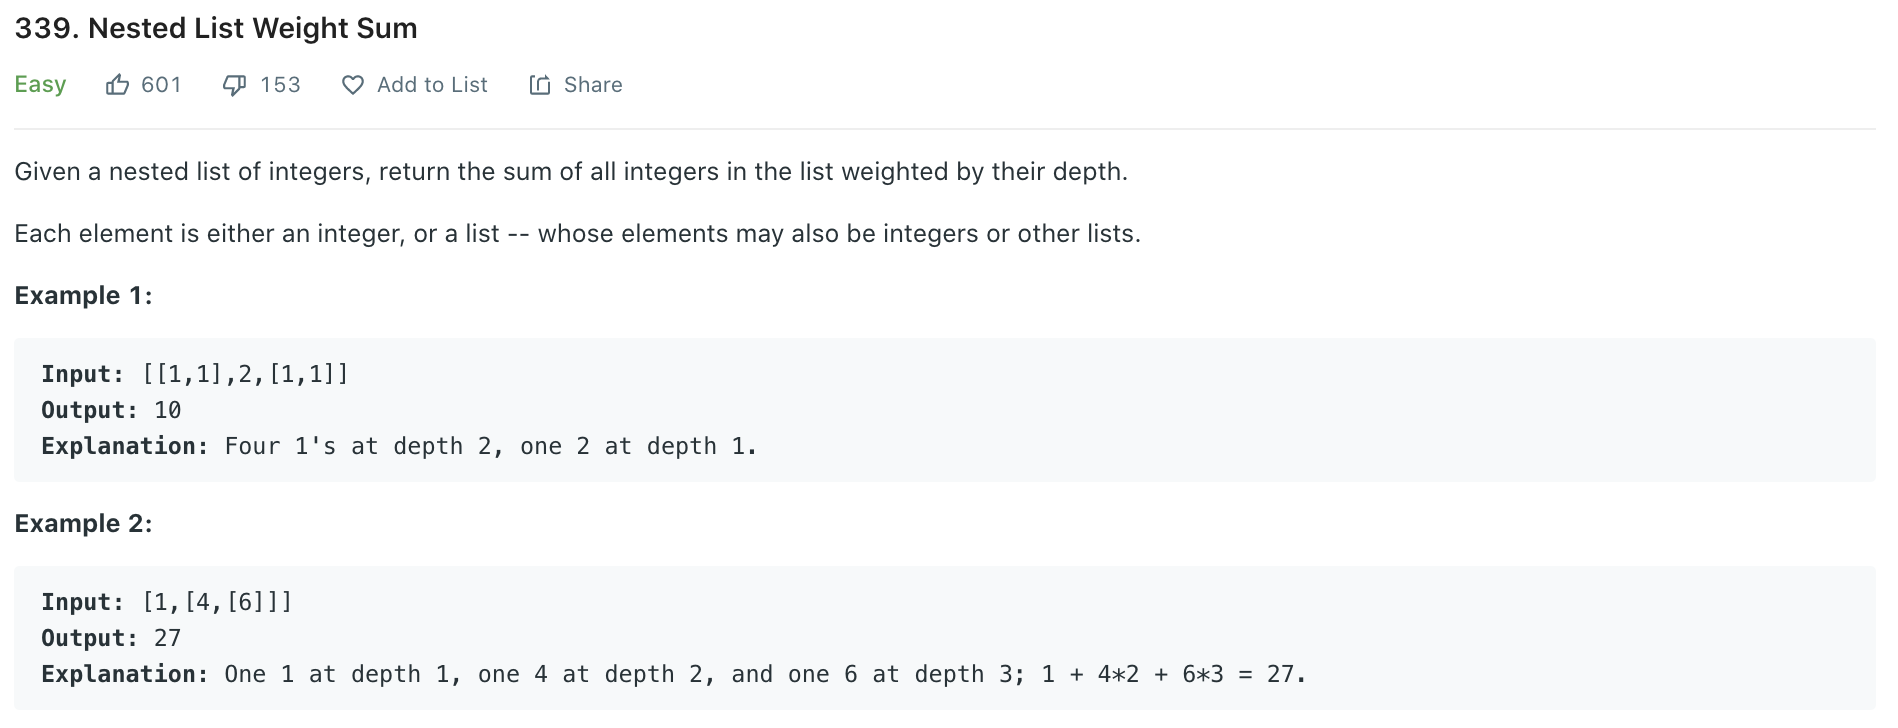 339. Nested List Weight Sum
Easy 601 153 Add to List Share
Given a nested list of integers, return the sum of all integers in the list weighted by their depth.
Each element is either an integer, or a list -- whose elements may also be integers or other lists.
Example 1:
Input: [[1,1],2,[1,1]]
Output: 10
Explanation: Four 1's at depth 2, one 2 at depth 1.
Example 2:
Input: [1,[4,[6]]]
Output: 27
Explanation: One 1 at depth 1, one 4 at depth 2, and one 6 at depth 3; 1 + 4*2 + 6*3 = 27.